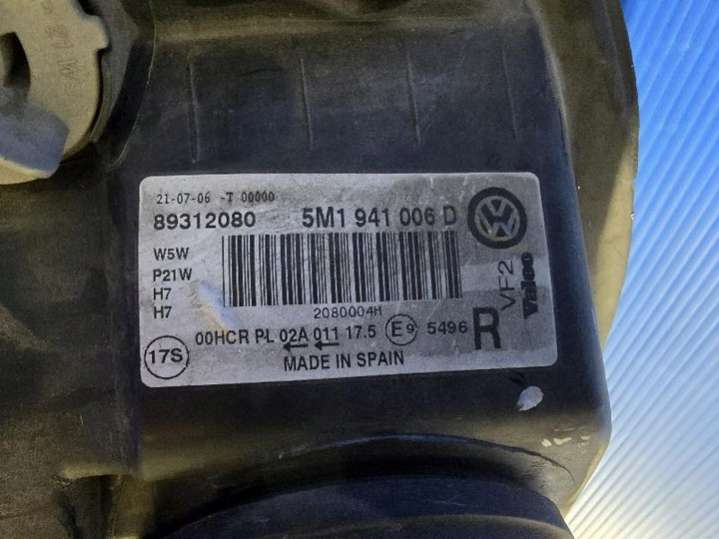 21-07-06 -T 00000
89312080 5M1 941 006 D
W5W
P21W
H7
H7
2080004H
VF2
Valeo
00HCR PL 02A 011 17.5 E9 5496 R
17S
MADE IN SPAIN